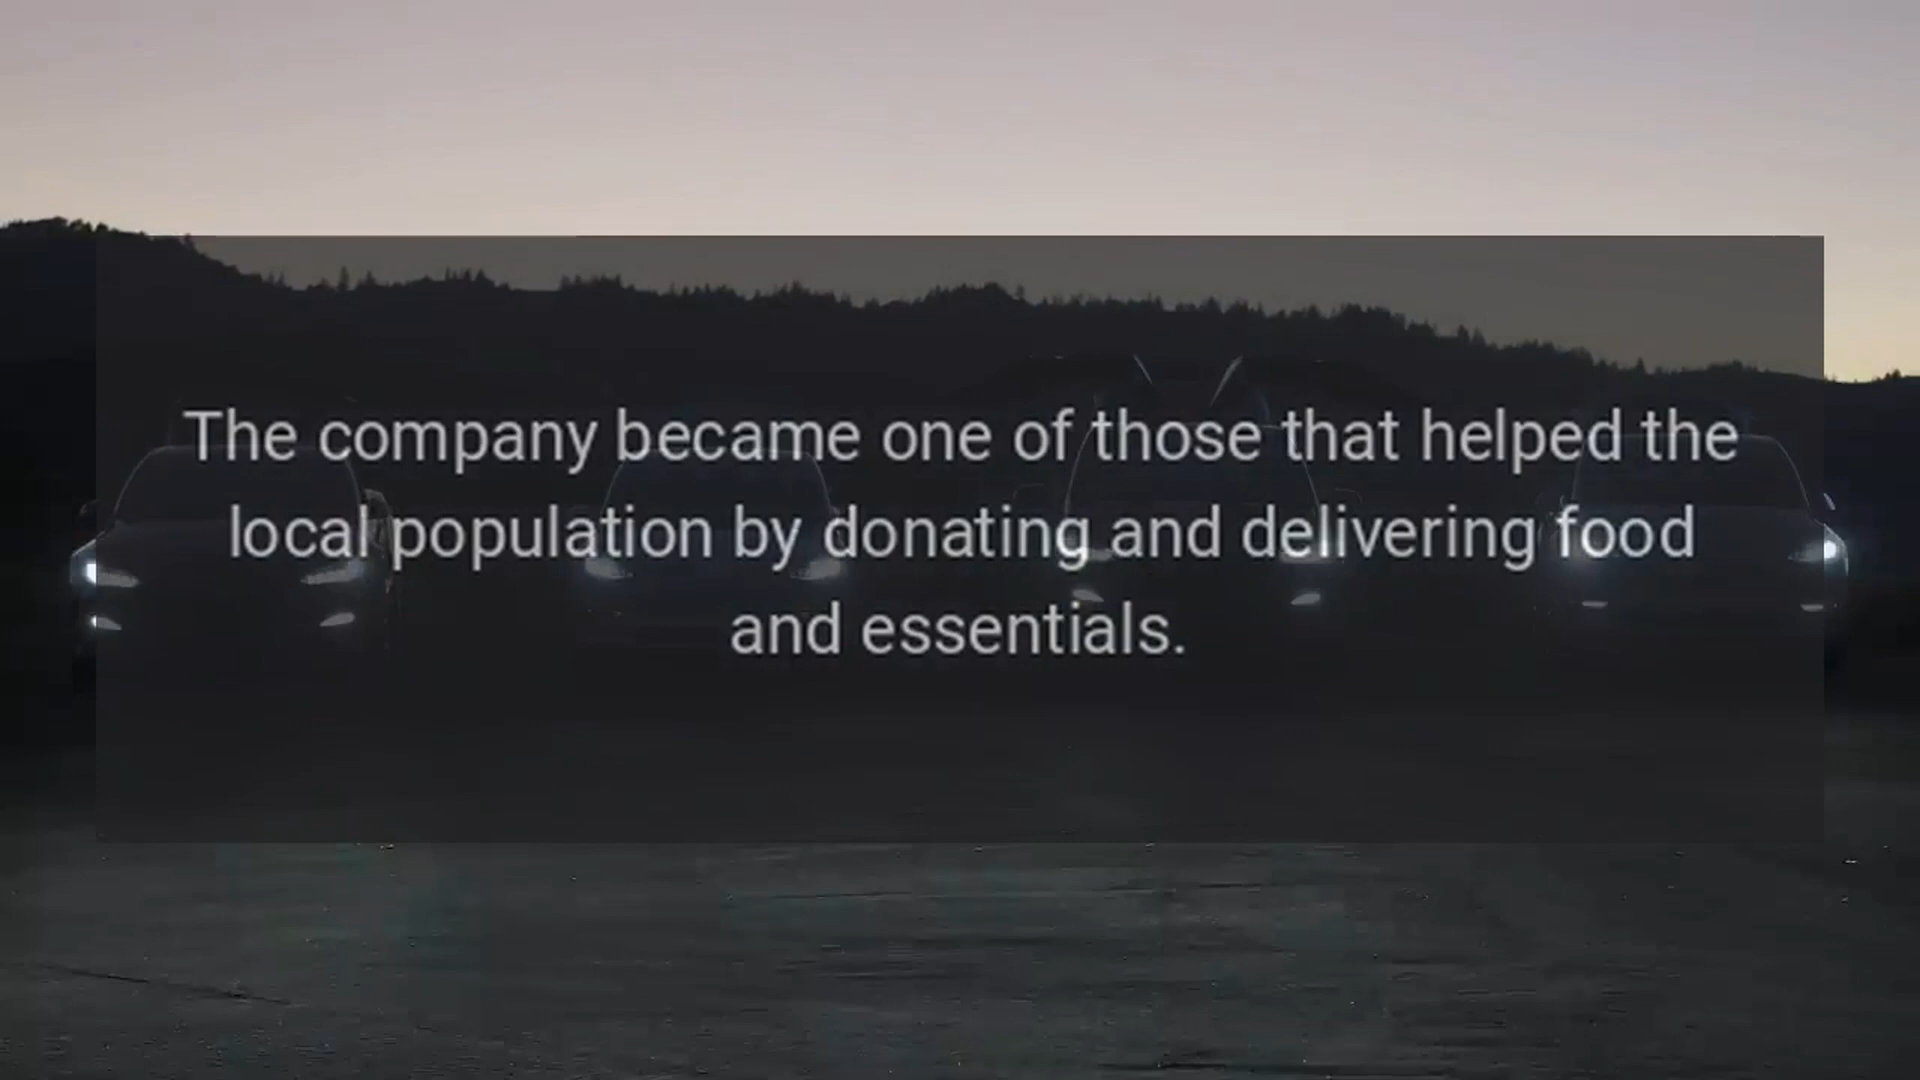 The company became one of those that helped the
local population by donating and delivering food
and essentials.